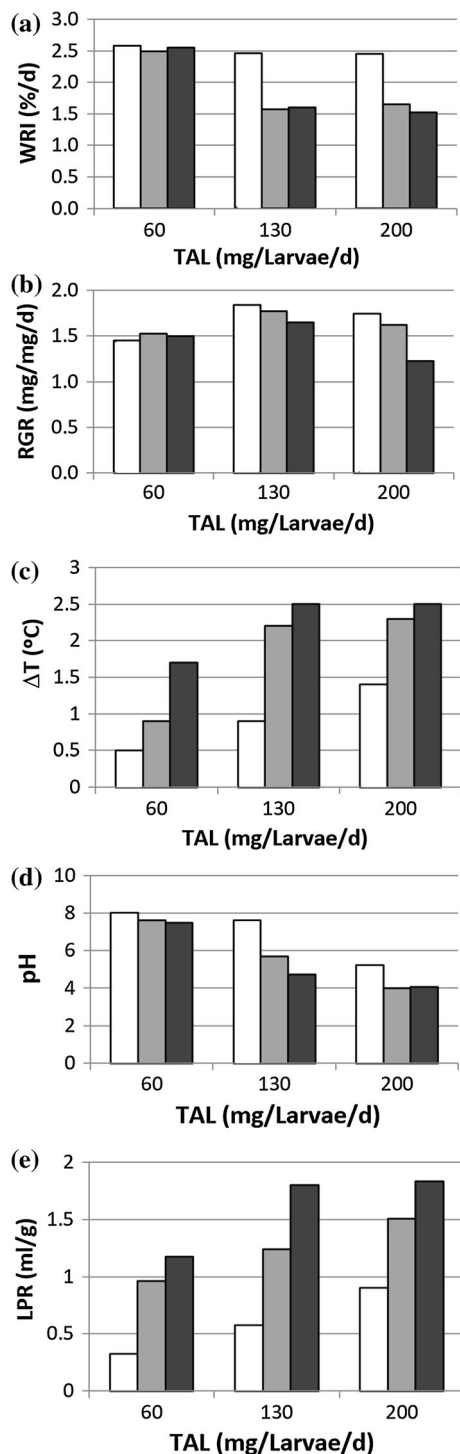 (a)
WRI (%/d)
3.0
2.5
2.0
1.5
1.0
0.5
0.0
60 130 200
TAL (mg/Larvae/d)
(b)
RGR (mg/mg/d)
2.0
1.5
1.0
0.5
0.0
60 130 200
TAL (mg/Larvae/d)
(c)
ΔT (°C)
3
2.5
2
1.5
1
0.5
0
60 130 200
TAL (mg/Larvae/d)
(d)
pH
10
8
6
4
2
0
60 130 200
TAL (mg/Larvae/d)
(e)
LPR (ml/g)
2
1.5
1
0.5
0
60 130 200
TAL (mg/Larvae/d)